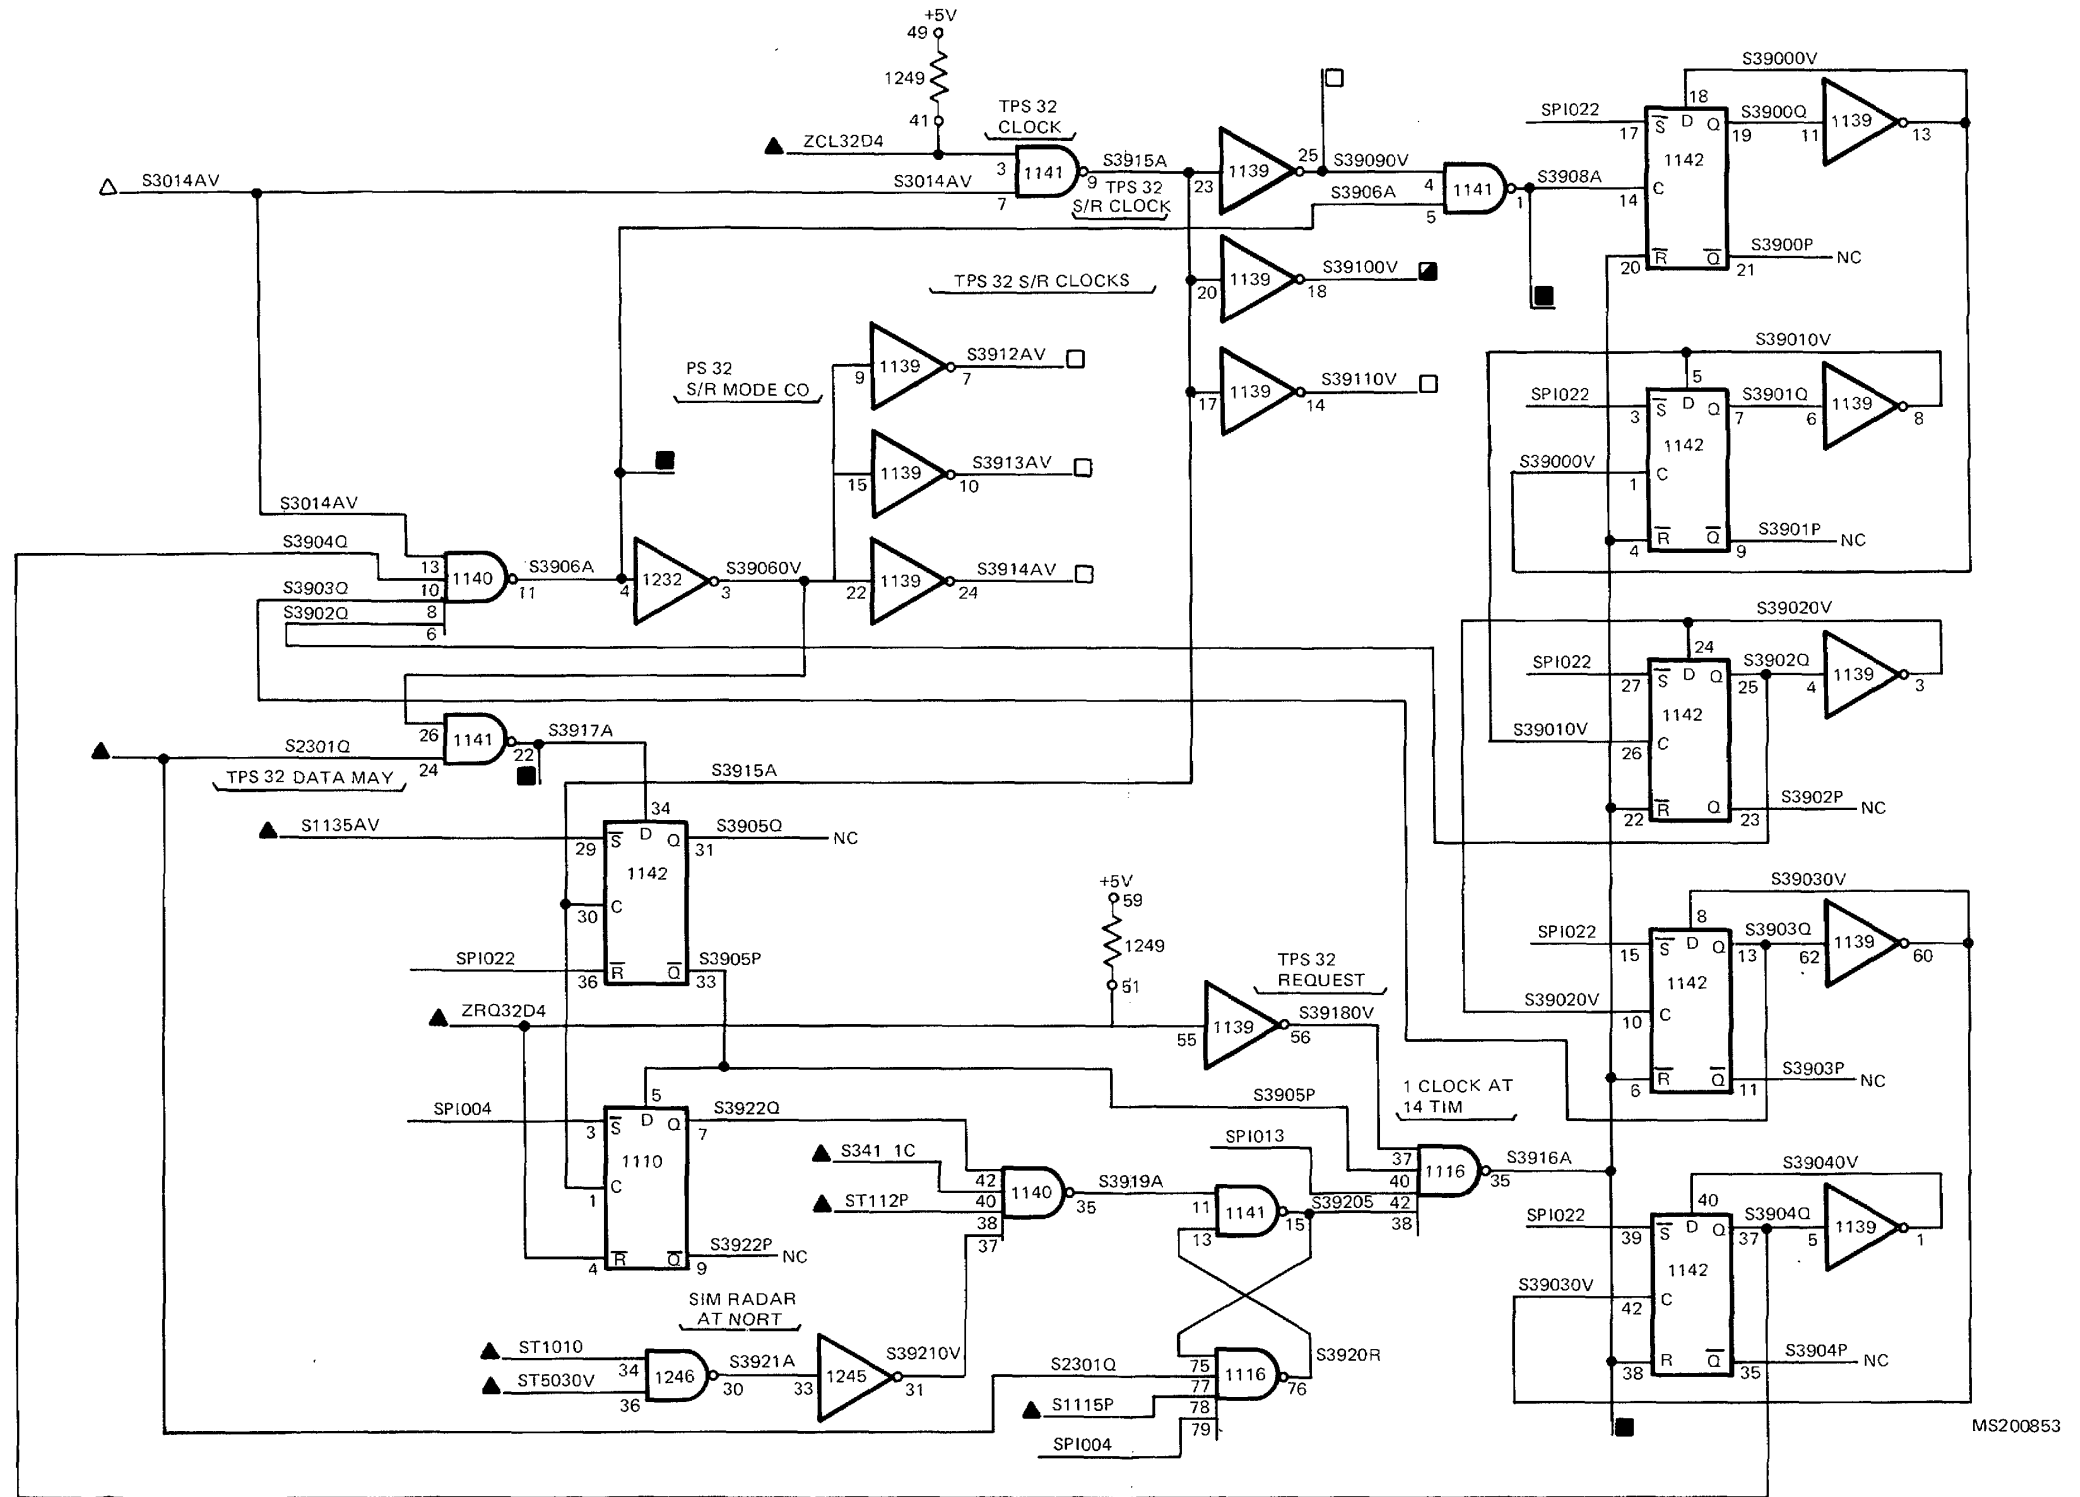 +5V
49
1249
41
TPS 32
CLOCK
ZCL32D4
3
1141
9
S3915A
S3014AV
S3014AV
7
TPS 32
S/R CLOCK
23
1139
25
S39090V
S3906A
4
5
1141
1
S3908A
SPI022
17
14
20
S
D
Q
C
R
Q
1142
18
S39000V
19
S3900Q
11
1139
13
21
S3900P
NC
TPS 32 S/R CLOCKS
20
1139
18
S39100V
17
1139
14
S39110V
PS 32
S/R MODE CO
9
1139
7
S3912AV
15
1139
10
S3913AV
22
1139
24
S3914AV
S39010V
5
SPI022
3
S
D
Q
7
S3901Q
6
1139
8
1142
S39000V
1
C
4
R
Q
9
S3901P
NC
S3014AV
S3904Q
S3903Q
S3902Q
13
10
8
6
1140
11
S3906A
4
1232
3
S39060V
S39020V
24
SPI022
27
S
D
Q
25
S3902Q
4
1139
3
1142
S39010V
26
C
22
R
Q
23
S3902P
NC
S2301Q
TPS 32 DATA MAY
26
24
1141
22
S3917A
S3915A
S1135AV
29
34
S
D
Q
31
S3905Q
NC
1142
30
C
SPI022
36
R
Q
33
S3905P
+5V
59
1249
51
ZRQ32D4
55
1139
56
S39180V
TPS 32
REQUEST
S39030V
8
SPI022
15
S
D
Q
13
S3903Q
62
1139
60
1142
S39020V
10
C
6
R
Q
11
S3903P
NC
5
SPI004
3
S
D
Q
7
S3922Q
1110
1
C
4
R
Q
9
S3922P
NC
S341 1C
ST112P
42
40
38
37
1140
35
S3919A
11
13
1141
15
S3920S
S3905P
SPI013
1 CLOCK AT
14 TIM
37
40
42
38
1116
35
S3916A
S39040V
40
SPI022
39
S
D
Q
37
S3904Q
5
1139
1
1142
S39030V
42
C
38
R
Q
35
S3904P
NC
SIM RADAR
AT NORT
ST1010
34
ST5030V
36
1246
30
S3921A
33
1245
31
S39210V
S2301Q
S1115P
SPI004
75
77
78
79
1116
76
S3920R
MS200853